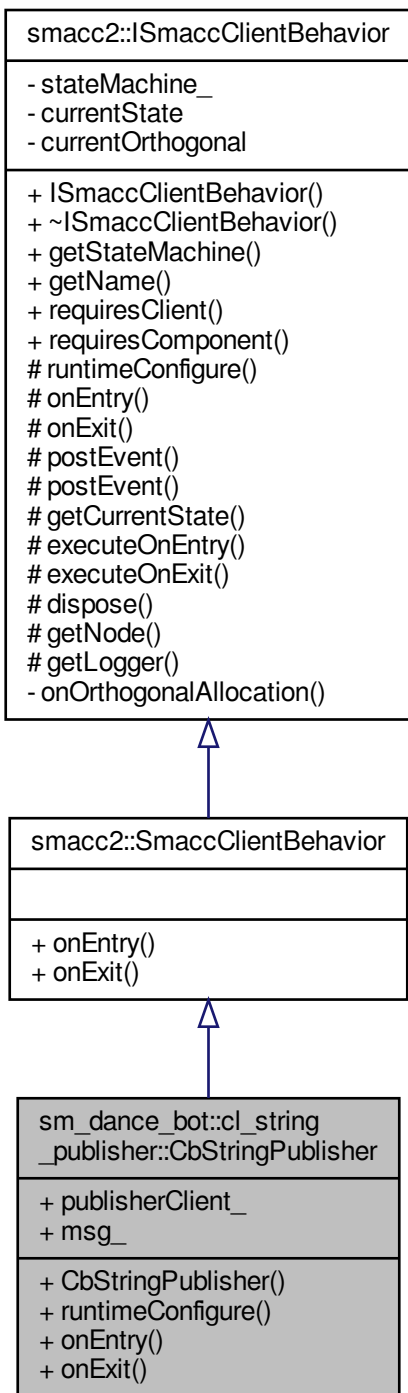 smacc2::ISmaccClientBehavior
- stateMachine_
- currentState
- currentOrthogonal
+ ISmaccClientBehavior()
+ ~ISmaccClientBehavior()
+ getStateMachine()
+ getName()
+ requiresClient()
+ requiresComponent()
# runtimeConfigure()
# onEntry()
# onExit()
# postEvent()
# postEvent()
# getCurrentState()
# executeOnEntry()
# executeOnExit()
# dispose()
# getNode()
# getLogger()
- onOrthogonalAllocation()
smacc2::SmaccClientBehavior
+ onEntry()
+ onExit()
sm_dance_bot::cl_string
_publisher::CbStringPublisher
+ publisherClient_
+ msg_
+ CbStringPublisher()
+ runtimeConfigure()
+ onEntry()
+ onExit()